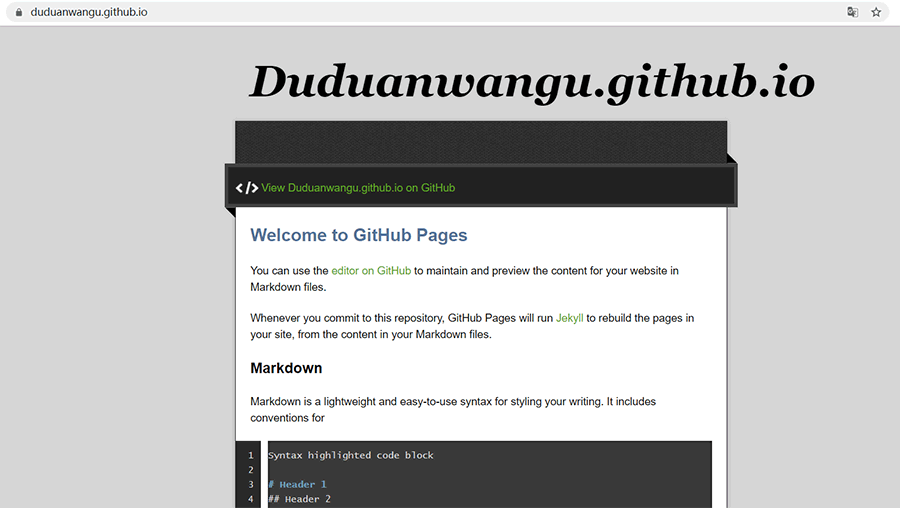 duduanwangu.github.io
Duduanwangu.github.io
</> View Duduanwangu.github.io on GitHub
Welcome to GitHub Pages
You can use the editor on GitHub to maintain and preview the content for your website in
Markdown files.
Whenever you commit to this repository, GitHub Pages will run Jekyll to rebuild the pages in
your site, from the content in your Markdown files.
Markdown
Markdown is a lightweight and easy-to-use syntax for styling your writing. It includes
conventions for
1 Syntax highlighted code block
2
3 # Header 1
4 ## Header 2